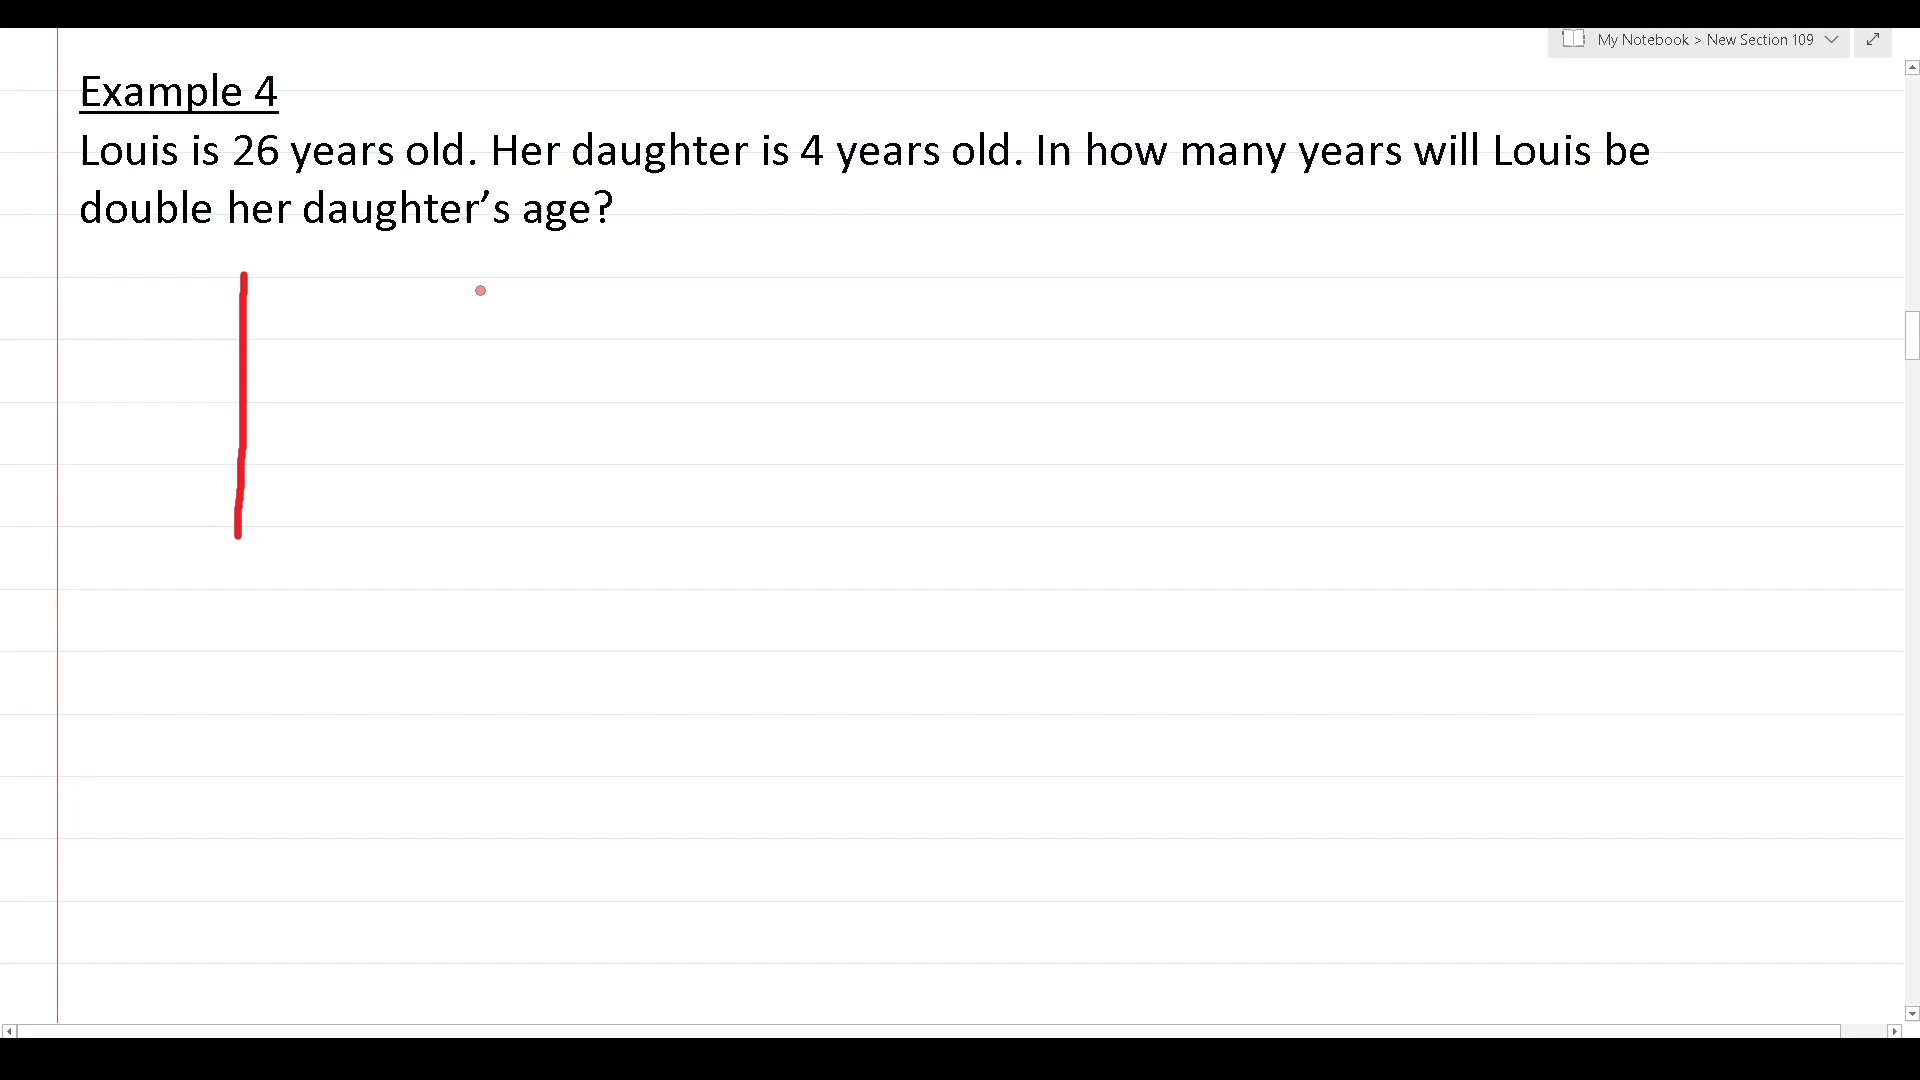 My Notebook > New Section 109
Example 4
Louis is 26 years old. Her daughter is 4 years old. In how many years will Louis be
double her daughter’s age?